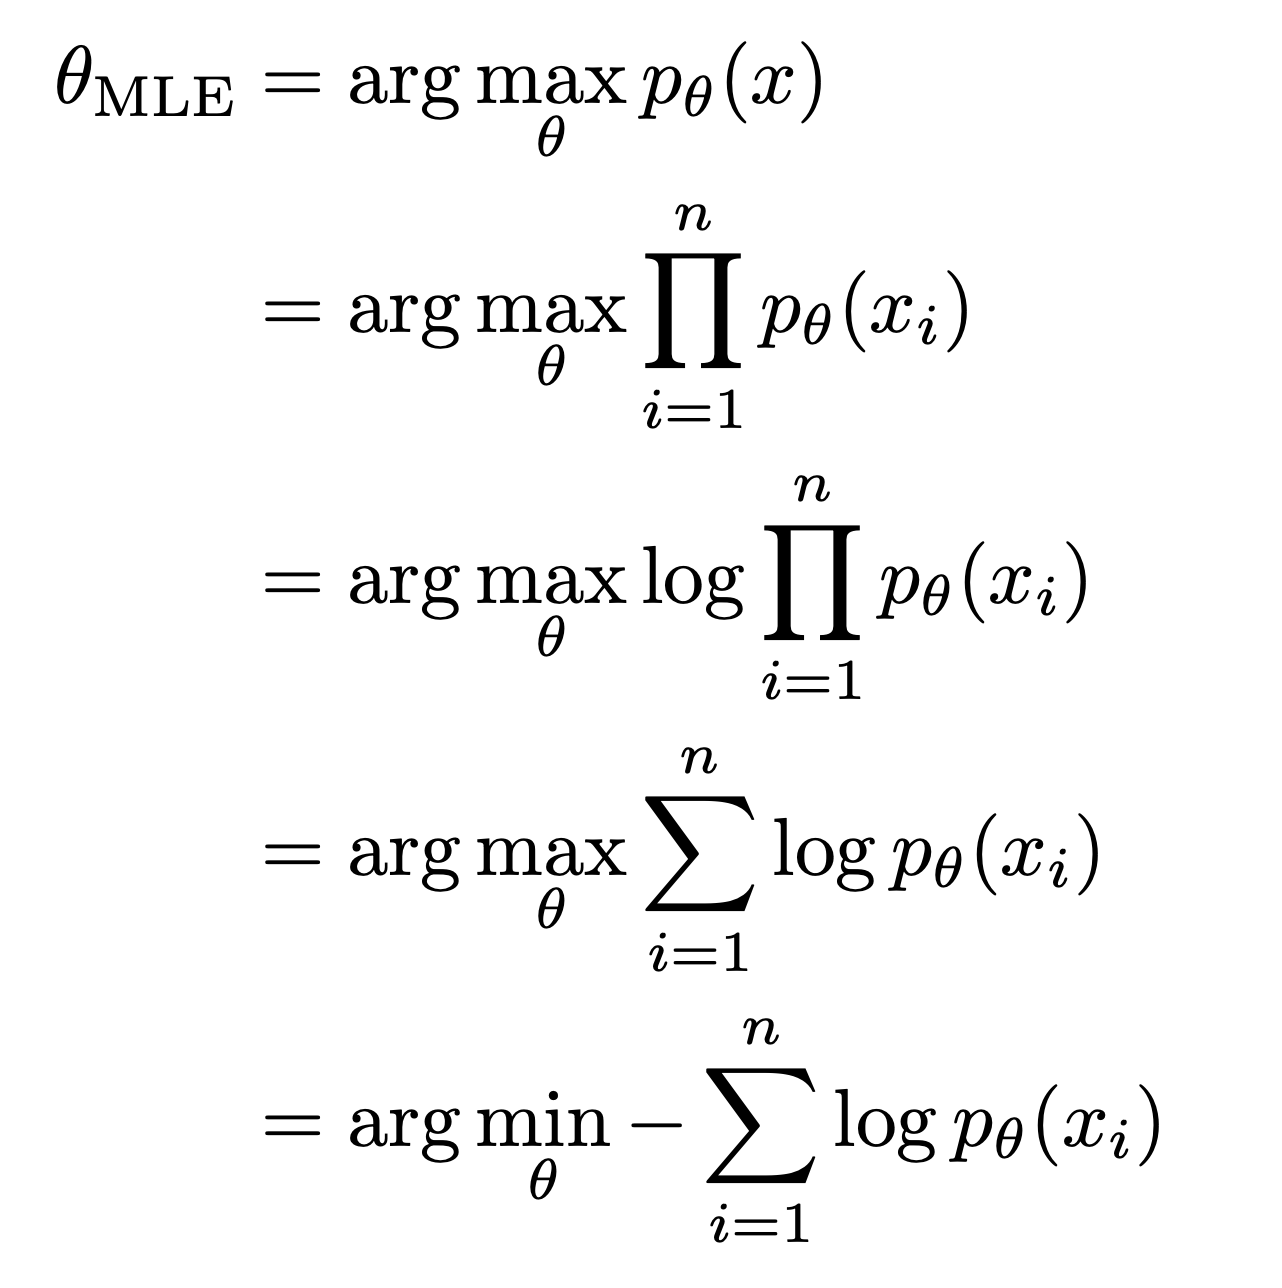 θ_MLE = arg max_θ p_θ(x)
= arg max_θ ∏_{i=1}^{n} p_θ(x_i)
= arg max_θ log ∏_{i=1}^{n} p_θ(x_i)
= arg max_θ ∑_{i=1}^{n} log p_θ(x_i)
= arg min_θ − ∑_{i=1}^{n} log p_θ(x_i)